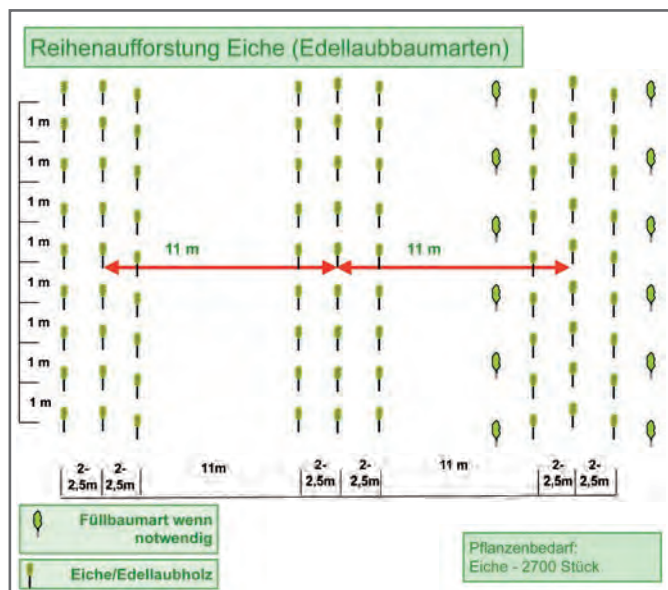 Reihenaufforstung Eiche (Edellaubbaumarten)
1 m
1 m
1 m
1 m
1 m
1 m
1 m
1 m
11 m
11 m
2-
2,5m
2-
2,5m
11m
2-
2,5m
2-
2,5m
11 m
2-
2,5m
2-
2,5m
Füllbaumart wenn
notwendig
Eiche/Edellaubholz
Pflanzenbedarf:
Eiche - 2700 Stück